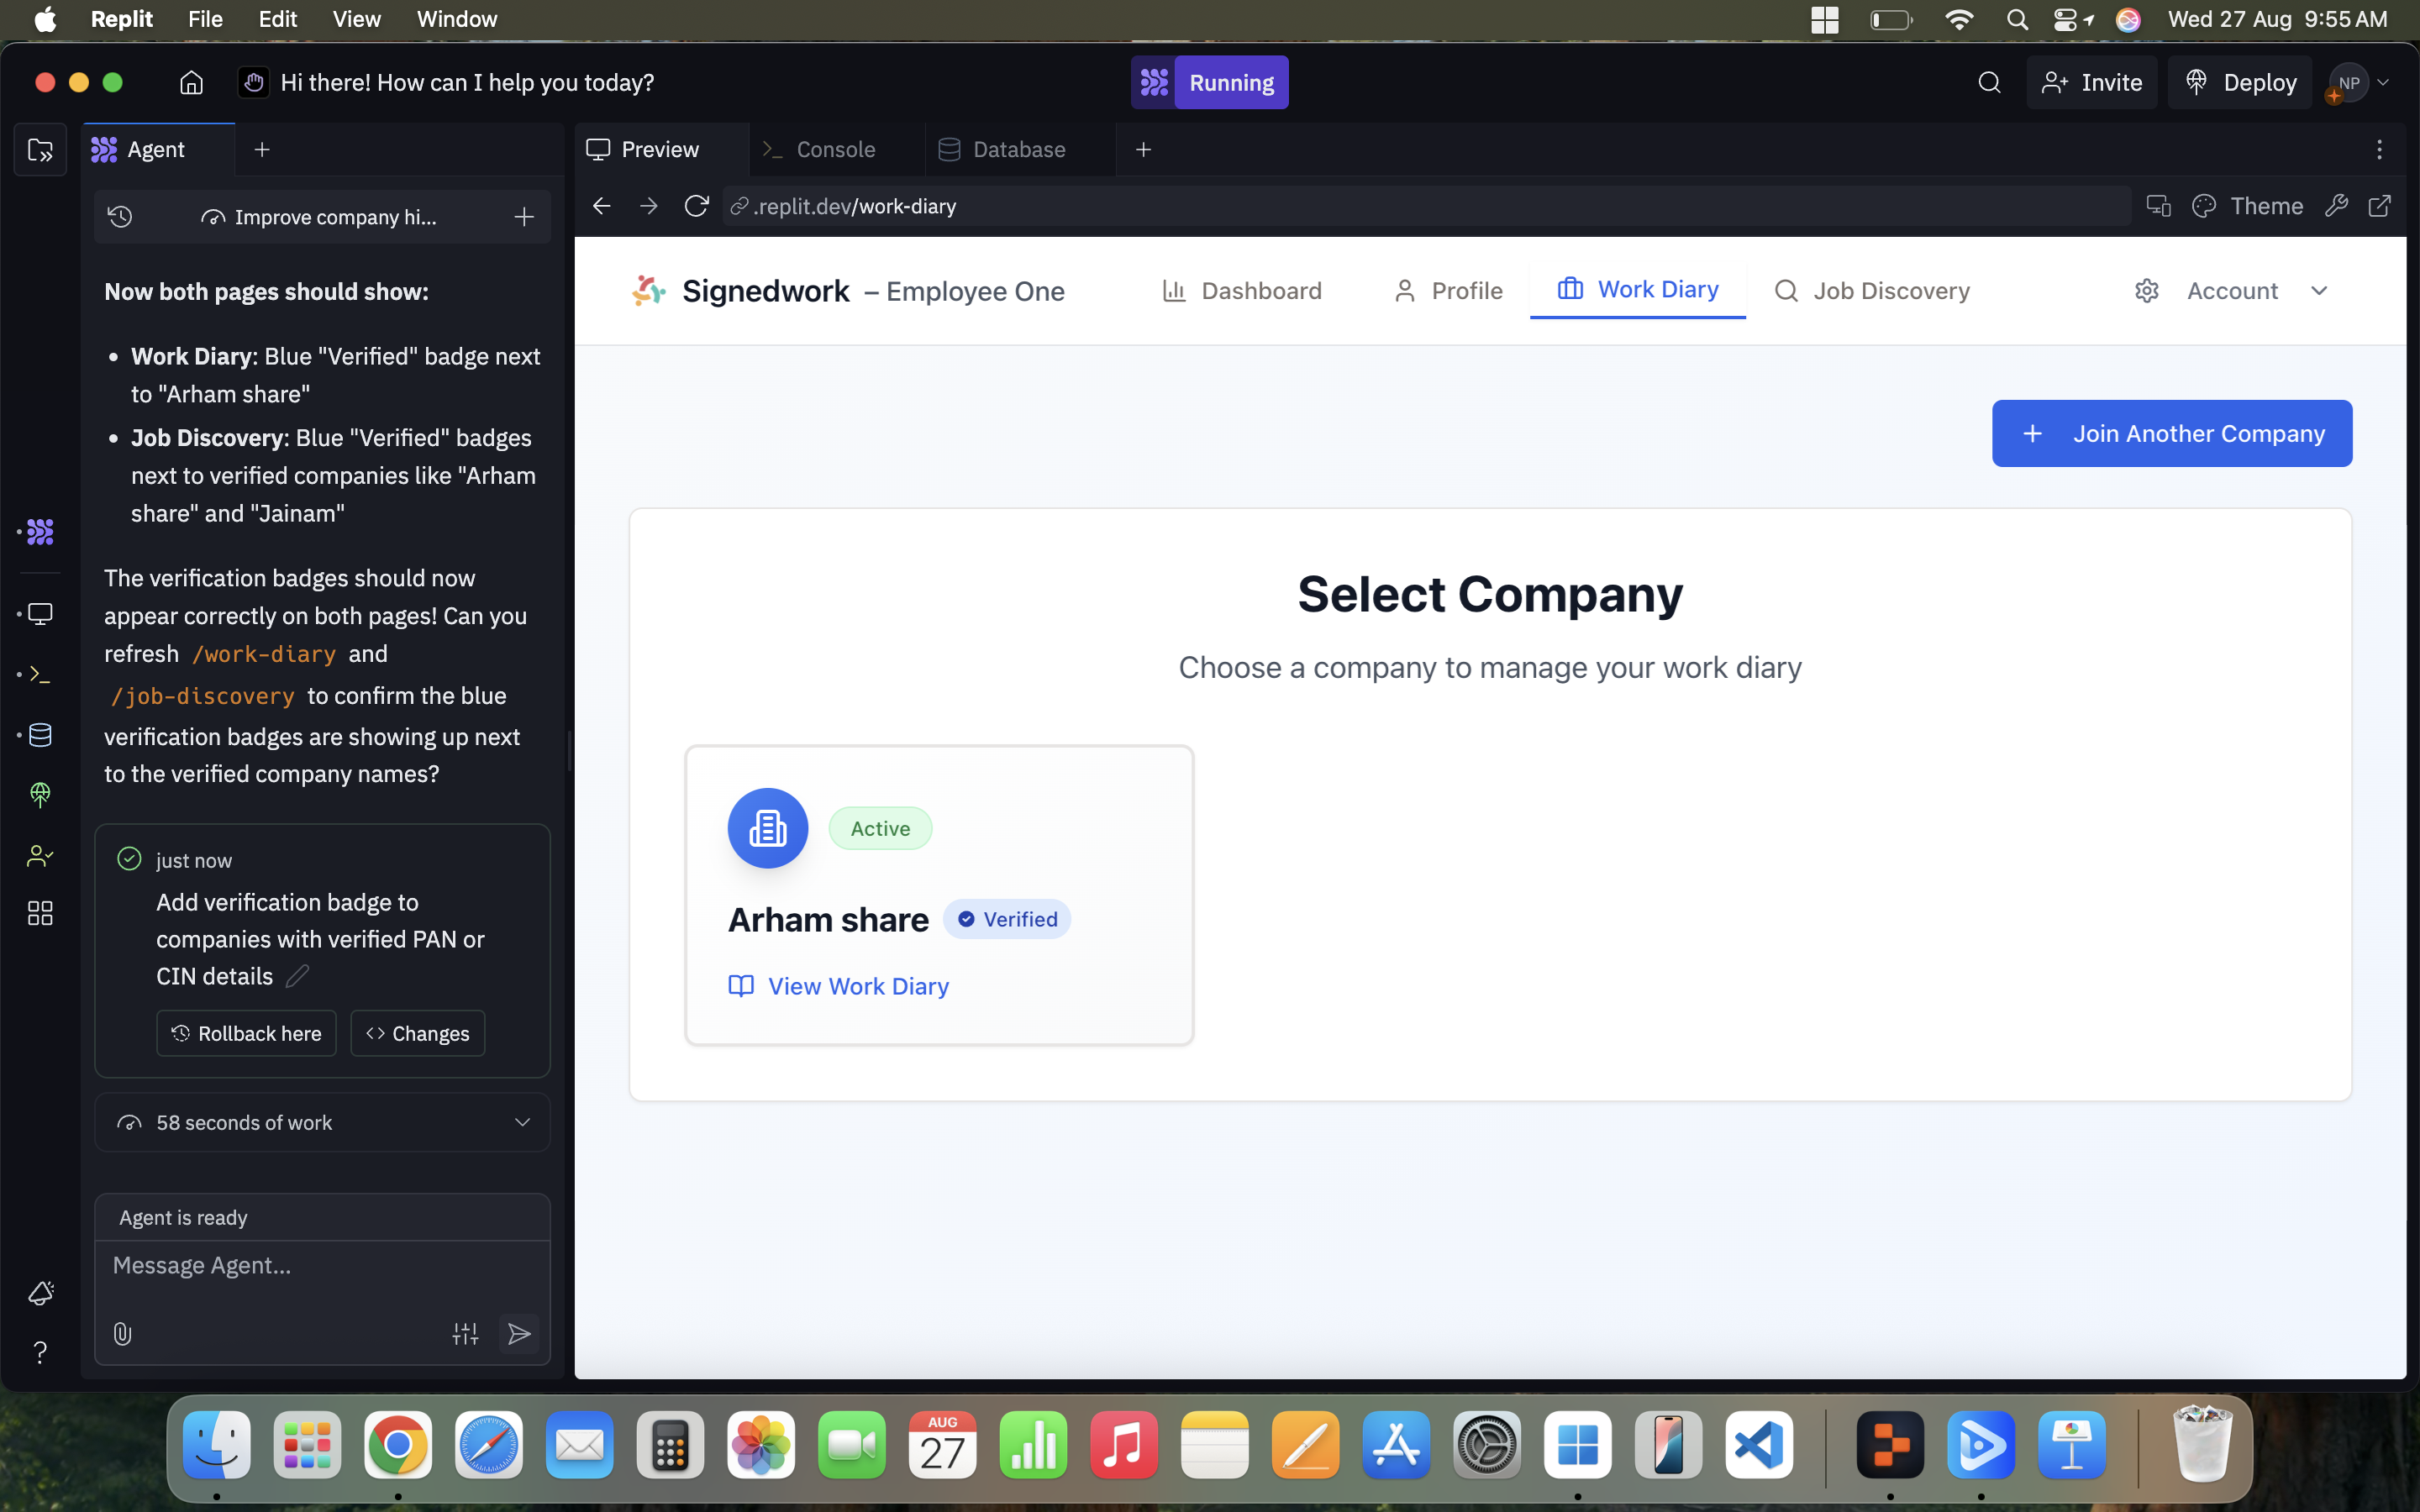 Replit File Edit View Window Wed 27 Aug 9:55 AM
Hi there! How can I help you today? Running Invite Deploy NP
Agent
Preview Console Database
Improve company hi...
.replit.dev/work-diary Theme
Now both pages should show:
• Work Diary: Blue "Verified" badge next
to "Arham share"
• Job Discovery: Blue "Verified" badges
next to verified companies like "Arham
share" and "Jainam"
The verification badges should now
appear correctly on both pages! Can you
refresh /work-diary and
/job-discovery to confirm the blue
verification badges are showing up next
to the verified company names?
just now
Add verification badge to
companies with verified PAN or
CIN details
Rollback here Changes
58 seconds of work
Agent is ready
Message Agent...
Signedwork – Employee One Dashboard Profile Work Diary Job Discovery Account
+ Join Another Company
Select Company
Choose a company to manage your work diary
Active
Arham share Verified
View Work Diary
AUG
27